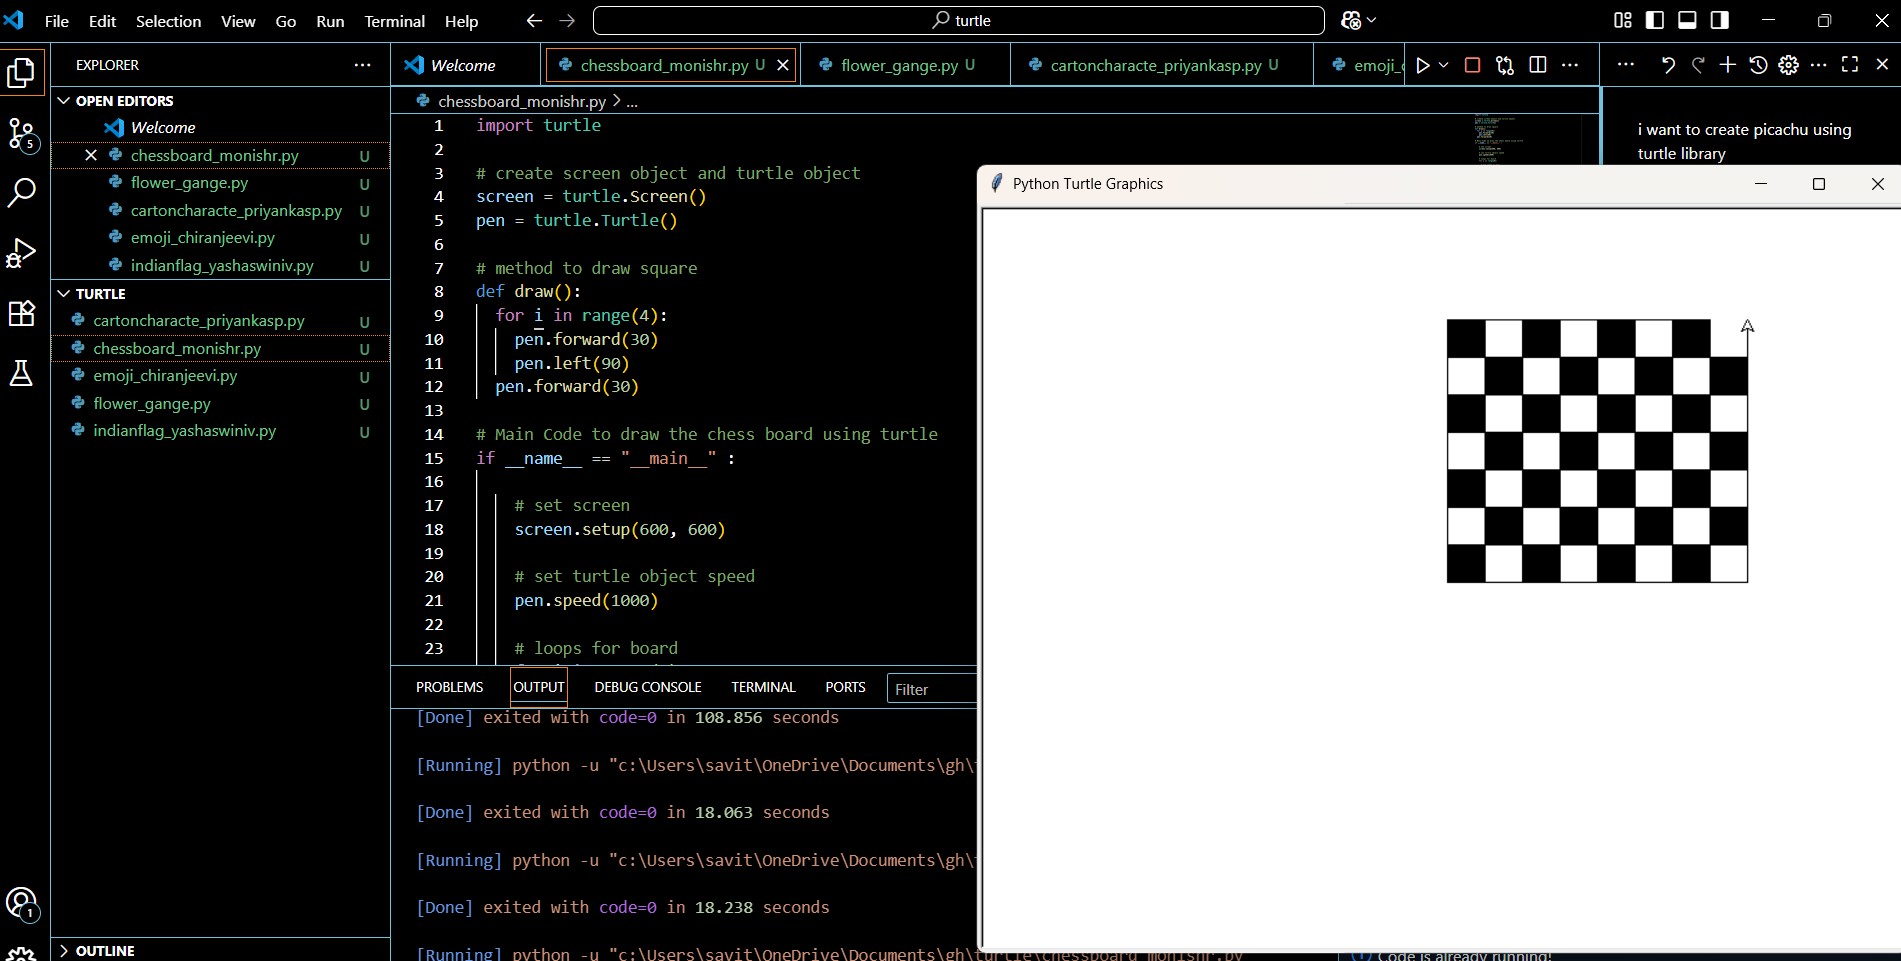 File Edit Selection View Go Run Terminal Help
turtle
EXPLORER
OPEN EDITORS
Welcome
chessboard_monishr.py U
flower_gange.py U
cartoncharacte_priyankasp.py U
emoji_chiranjeevi.py U
indianflag_yashaswiniv.py U
TURTLE
cartoncharacte_priyankasp.py U
chessboard_monishr.py U
emoji_chiranjeevi.py U
flower_gange.py U
indianflag_yashaswiniv.py U
OUTLINE
5
1
Welcome chessboard_monishr.py U flower_gange.py U cartoncharacte_priyankasp.py U emoji_
chessboard_monishr.py > ...
1 import turtle
2
3 # create screen object and turtle object
4 screen = turtle.Screen()
5 pen = turtle.Turtle()
6
7 # method to draw square
8 def draw():
9 for i in range(4):
10 pen.forward(30)
11 pen.left(90)
12 pen.forward(30)
13
14 # Main Code to draw the chess board using turtle
15 if __name__ == "__main__" :
16
17 # set screen
18 screen.setup(600, 600)
19
20 # set turtle object speed
21 pen.speed(1000)
22
23 # loops for board
PROBLEMS OUTPUT DEBUG CONSOLE TERMINAL PORTS Filter
[Done] exited with code=0 in 108.856 seconds
[Running] python -u "c:\Users\savit\OneDrive\Documents\gh\
[Done] exited with code=0 in 18.063 seconds
[Running] python -u "c:\Users\savit\OneDrive\Documents\gh\
[Done] exited with code=0 in 18.238 seconds
[Running] python -u "c:\Users\savit\OneDrive\Documents\gh\turtle\chessboard_monishr.py"
i want to create picachu using
turtle library
Python Turtle Graphics
Code is already running!